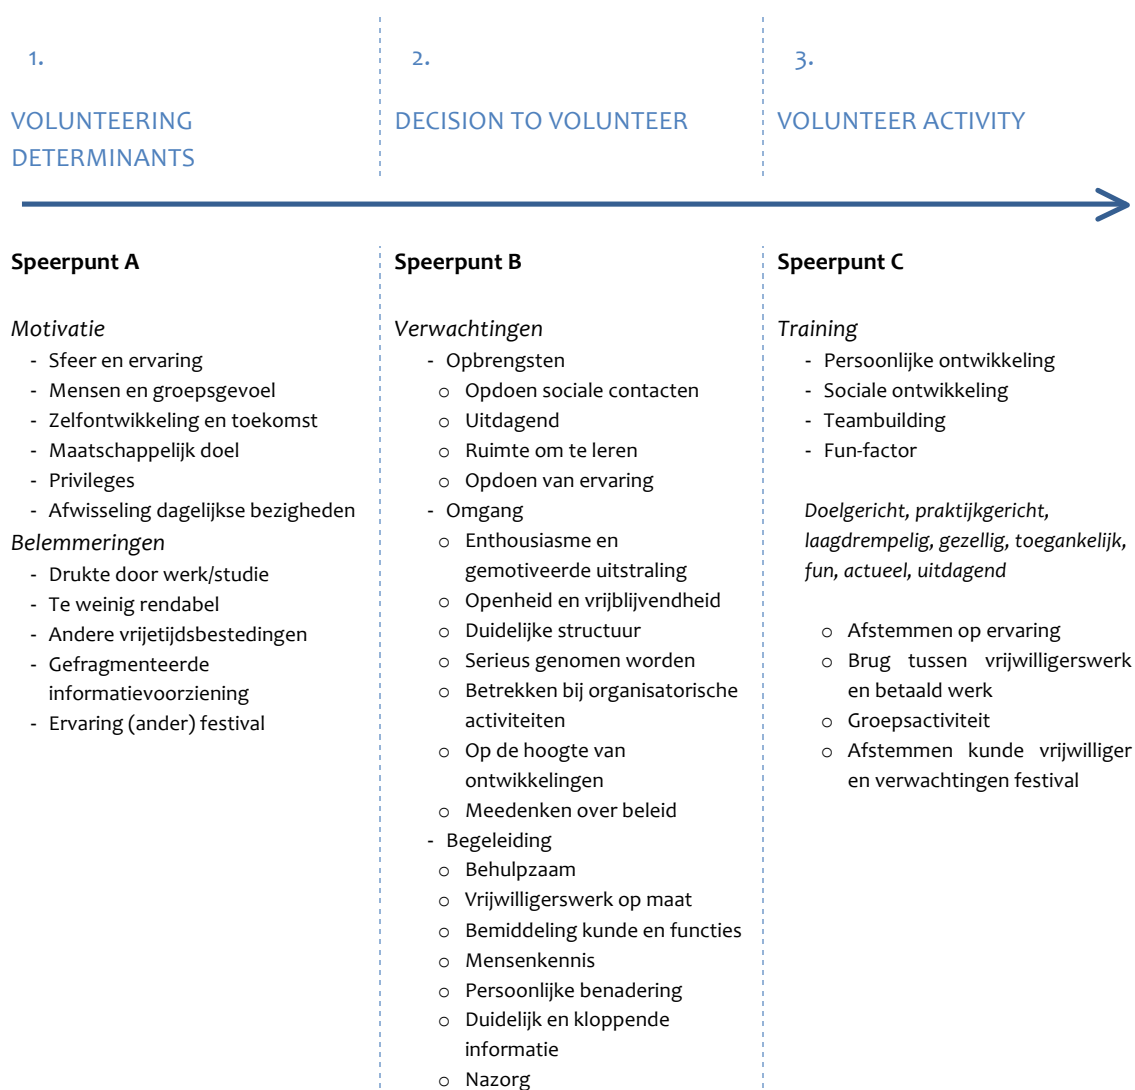 1.
VOLUNTEERING
DETERMINANTS
2.
DECISION TO VOLUNTEER
3.
VOLUNTEER ACTIVITY
Speerpunt A
Motivatie
- Sfeer en ervaring
- Mensen en groepsgevoel
- Zelfontwikkeling en toekomst
- Maatschappelijk doel
- Privileges
- Afwisseling dagelijkse bezigheden
Belemmeringen
- Drukte door werk/studie
- Te weinig rendabel
- Andere vrijetijdsbestedingen
- Gefragmenteerde
informatievoorziening
- Ervaring (ander) festival
Speerpunt B
Verwachtingen
- Opbrengsten
o Opdoen sociale contacten
o Uitdagend
o Ruimte om te leren
o Opdoen van ervaring
- Omgang
o Enthousiasme en
gemotiveerde uitstraling
o Openheid en vrijblijvendheid
o Duidelijke structuur
o Serieus genomen worden
o Betrekken bij organisatorische
activiteiten
o Op de hoogte van
ontwikkelingen
o Meedenken over beleid
- Begeleiding
o Behulpzaam
o Vrijwilligerswerk op maat
o Bemiddeling kunde en functies
o Mensenkennis
o Persoonlijke benadering
o Duidelijk en kloppende
informatie
o Nazorg
Speerpunt C
Training
- Persoonlijke ontwikkeling
- Sociale ontwikkeling
- Teambuilding
- Fun-factor
Doelgericht, praktijkgericht,
laagdrempelig, gezellig, toegankelijk,
fun, actueel, uitdagend
o Afstemmen op ervaring
o Brug tussen vrijwilligerswerk
en betaald werk
o Groepsactiviteit
o Afstemmen kunde vrijwilliger
en verwachtingen festival